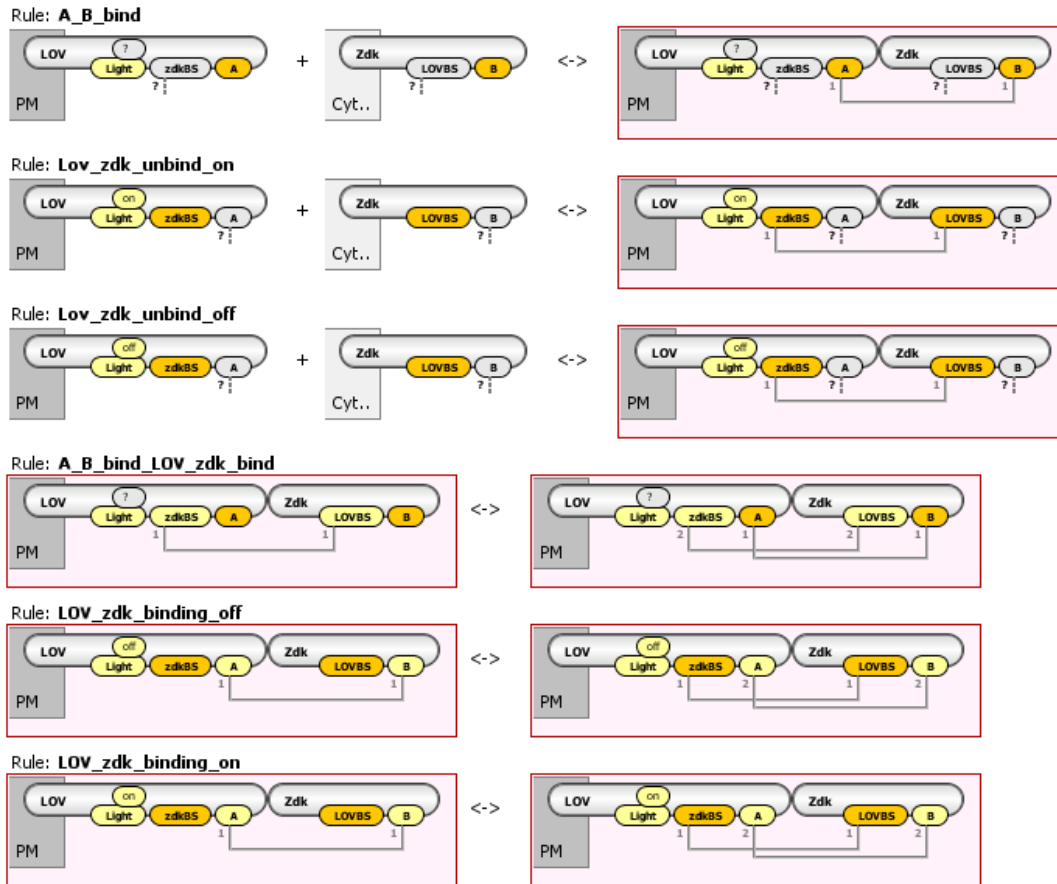 Rule: A_B_bind
LOV ? Light zdkBS A ? PM + Zdk LOVBS B ? Cyt.. <-> LOV ? Light zdkBS A ? 1 PM Zdk LOVBS B ? 1
Rule: Lov_zdk_unbind_on
LOV on Light zdkBS A ? PM + Zdk LOVBS B ? Cyt.. <-> LOV on Light zdkBS A 1 ? PM Zdk LOVBS B 1 ?
Rule: Lov_zdk_unbind_off
LOV off Light zdkBS A ? PM + Zdk LOVBS B ? Cyt.. <-> LOV off Light zdkBS A 1 ? PM Zdk LOVBS B 1 ?
Rule: A_B_bind_LOV_zdk_bind
LOV ? Light zdkBS A 1 PM Zdk LOVBS B 1 <-> LOV ? Light zdkBS A 2 1 PM Zdk LOVBS B 2 1
Rule: LOV_zdk_binding_off
LOV off Light zdkBS A 1 PM Zdk LOVBS B 1 <-> LOV off Light zdkBS A 1 2 PM Zdk LOVBS B 1 2
Rule: LOV_zdk_binding_on
LOV on Light zdkBS A 1 PM Zdk LOVBS B 1 <-> LOV on Light zdkBS A 1 2 PM Zdk LOVBS B 1 2